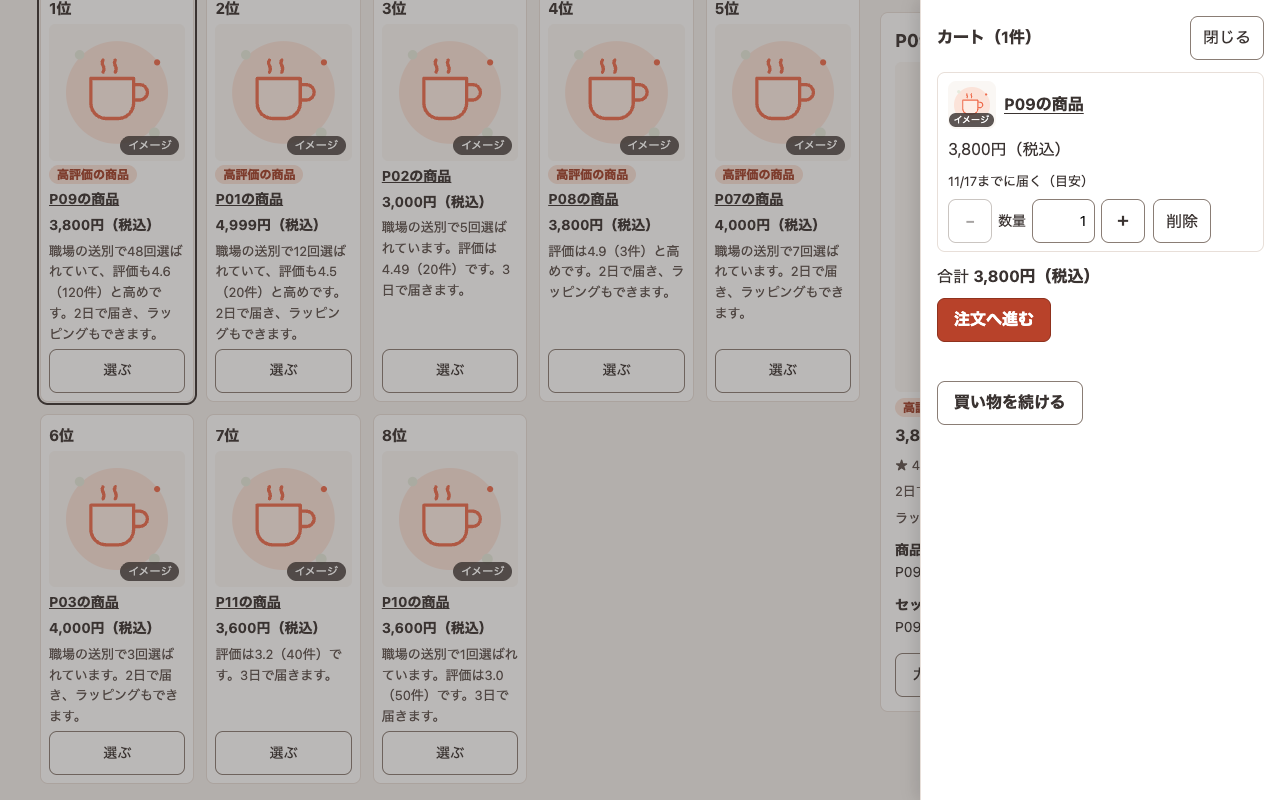 1位
イメージ
高評価の商品
P09の商品
3,800円（税込）
職場の送別で48回選ば
れていて、評価も4.6
（120件）と高めで
す。2日で届き、ラッ
ピングもできます。
選ぶ
2位
イメージ
高評価の商品
P01の商品
4,999円（税込）
職場の送別で12回選ば
れていて、評価も4.5
（20件）と高めです。
2日で届き、ラッピン
グもできます。
選ぶ
3位
イメージ
P02の商品
3,000円（税込）
職場の送別で5回選ば
れています。評価は
4.49（20件）です。3
日で届きます。
選ぶ
4位
イメージ
高評価の商品
P08の商品
3,800円（税込）
評価は4.9（3件）と高
めです。2日で届き、ラ
ッピングもできます。
選ぶ
5位
イメージ
高評価の商品
P07の商品
4,000円（税込）
職場の送別で7回選ば
れています。2日で届
き、ラッピングもでき
ます。
選ぶ
6位
イメージ
P03の商品
4,000円（税込）
職場の送別で3回選ば
れています。2日で届
き、ラッピングもでき
ます。
選ぶ
7位
イメージ
P11の商品
3,600円（税込）
評価は3.2（40件）で
す。3日で届きます。
選ぶ
8位
イメージ
P10の商品
3,600円（税込）
職場の送別で1回選ばれ
ています。評価は3.0
（50件）です。3日で
届きます。
選ぶ
P0
高評
3,8
★ 4
2日
ラッ
商品
P09
セッ
P09
カート（1件）
閉じる
イメージ
P09の商品
3,800円（税込）
11/17までに届く（目安）
− 数量 1 + 削除
合計 3,800円（税込）
注文へ進む
買い物を続ける